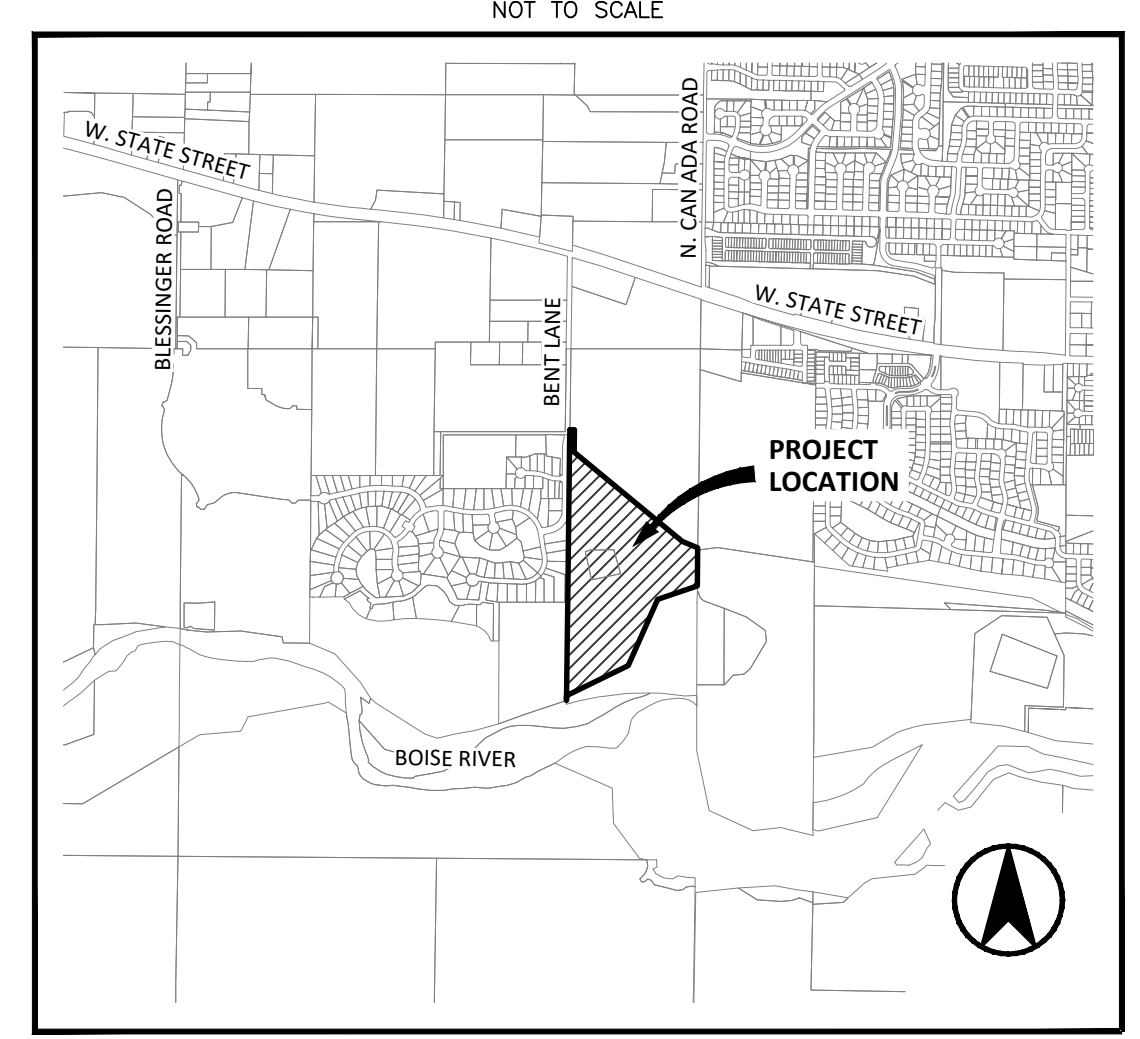 NOT TO SCALE
W. STATE STREET
BLESSINGER ROAD
N. CAN ADA ROAD
W. STATE STREET
BENT LANE
PROJECT
LOCATION
BOISE RIVER